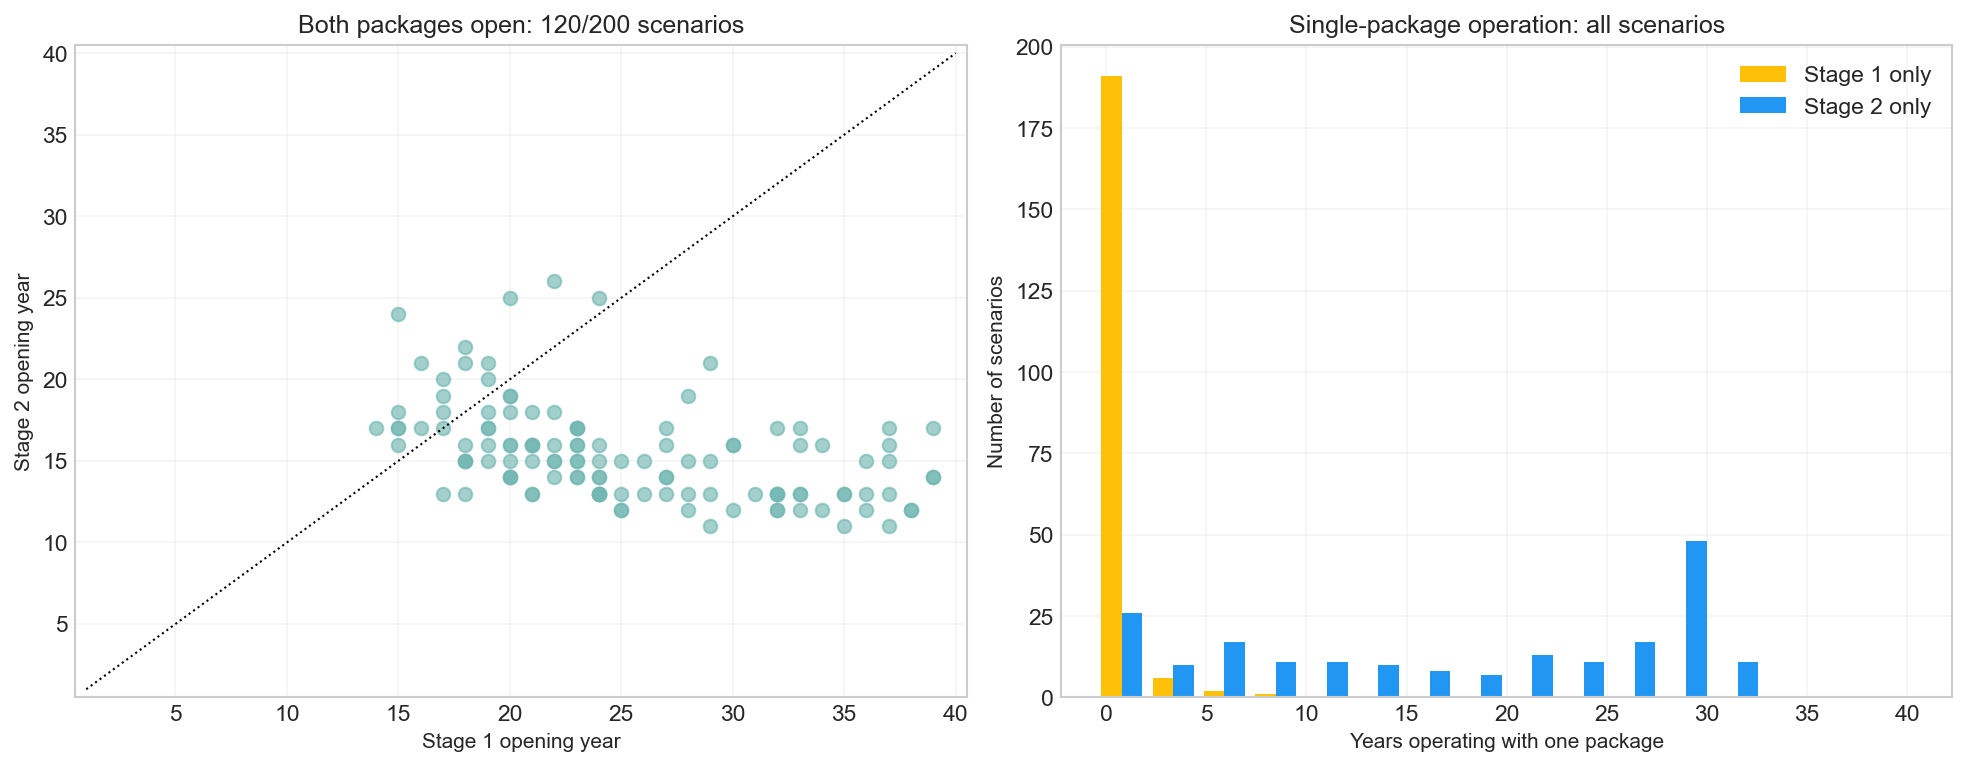 Both packages open: 120/200 scenarios
40
35
30
25
20
15
10
5
Stage 2 opening year
5 10 15 20 25 30 35 40
Stage 1 opening year
Single-package operation: all scenarios
Stage 1 only
Stage 2 only
200
175
150
125
100
75
50
25
0
Number of scenarios
0 5 10 15 20 25 30 35 40
Years operating with one package